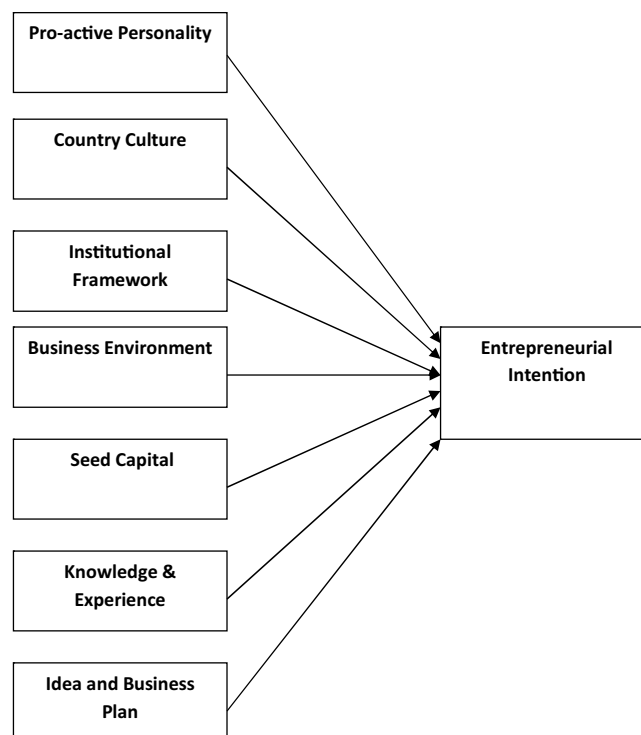 Pro-active Personality
Country Culture
Institutional
Framework
Business Environment
Entrepreneurial
Intention
Seed Capital
Knowledge &
Experience
Idea and Business
Plan